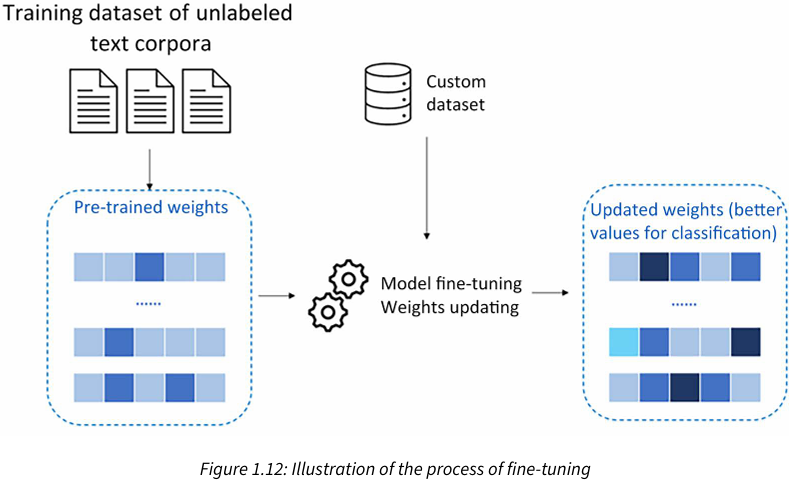 Training dataset of unlabeled
text corpora
Custom
dataset
Pre-trained weights
......
Model fine-tuning
Weights updating
Updated weights (better
values for classification)
......
Figure 1.12: Illustration of the process of fine-tuning